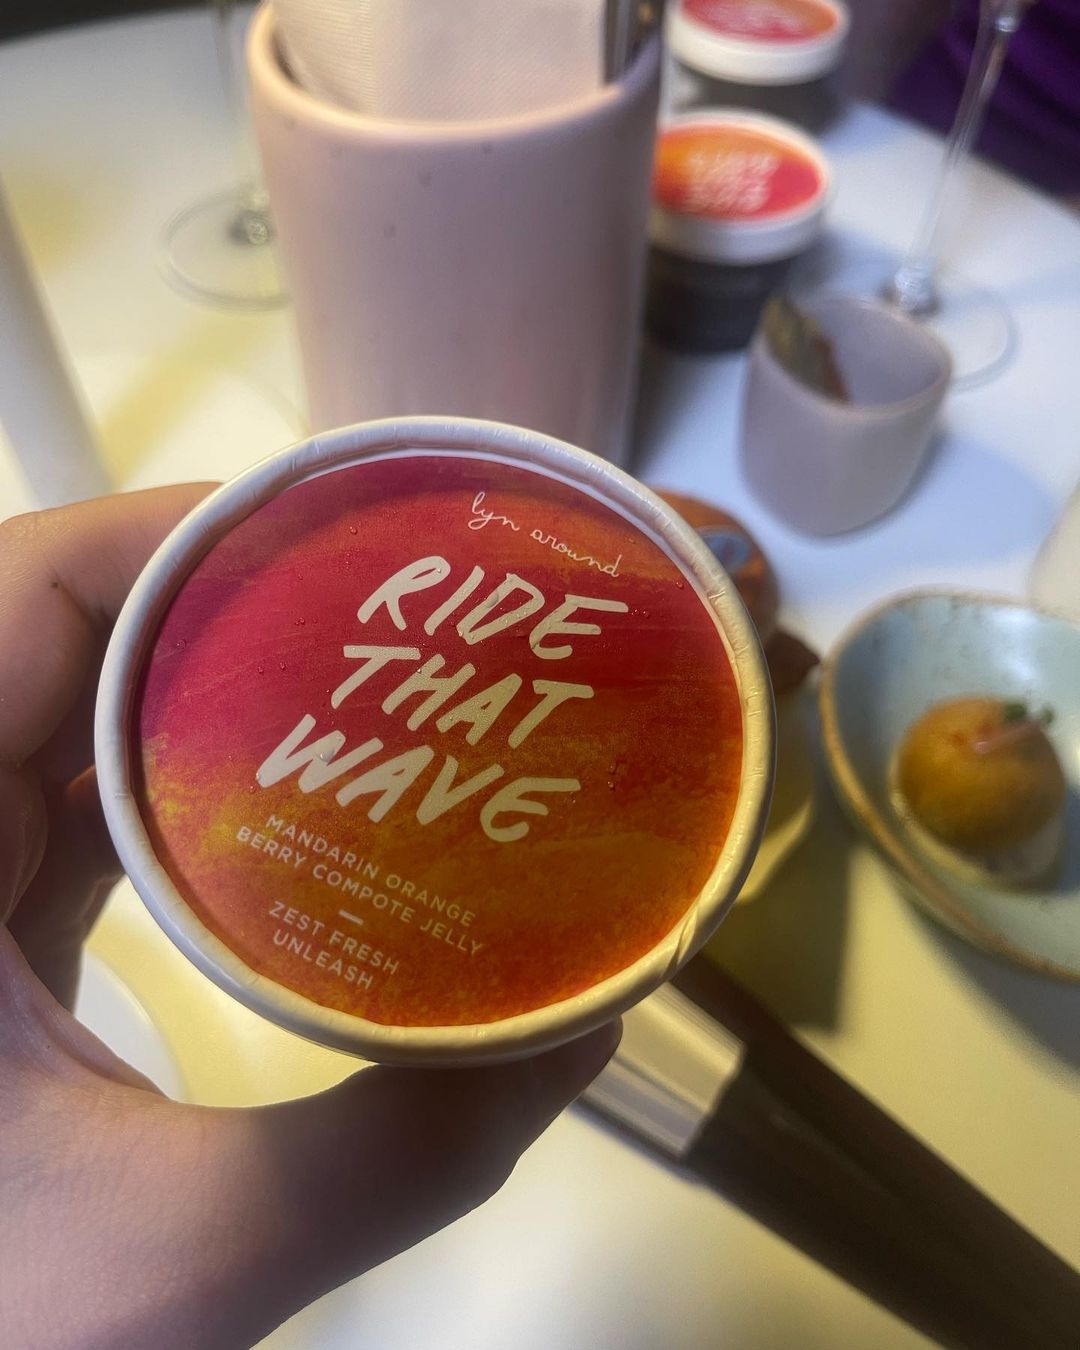 lyn around
RIDE
THAT
WAVE
MANDARIN ORANGE
BERRY COMPOTE JELLY
ZEST FRESH
UNLEASH